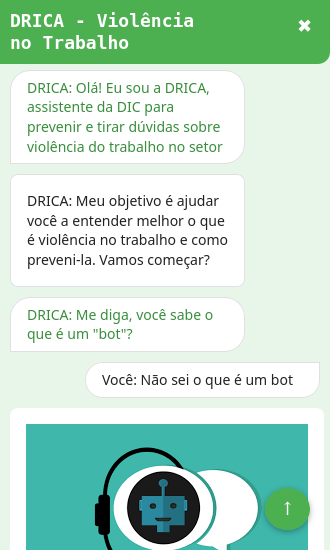 DRICA - Violência
no Trabalho
✖
DRICA: Olá! Eu sou a DRICA,
assistente da DIC para
prevenir e tirar dúvidas sobre
violência do trabalho no setor
DRICA: Meu objetivo é ajudar
você a entender melhor o que
é violência no trabalho e como
preveni-la. Vamos começar?
DRICA: Me diga, você sabe o
que é um "bot"?
Você: Não sei o que é um bot
↑